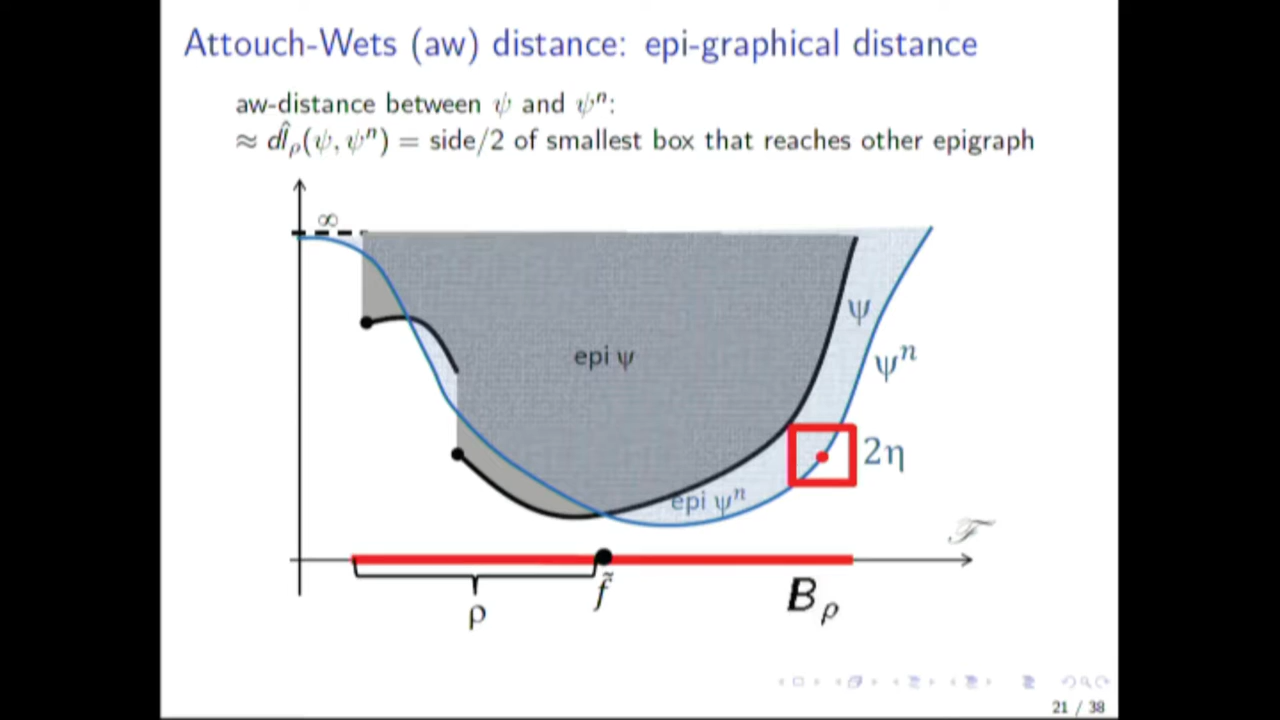 Attouch-Wets (aw) distance: epi-graphical distance
aw-distance between ψ and ψⁿ:
≈ dl̂ᵨ(ψ, ψⁿ) = side/2 of smallest box that reaches other epigraph
∞
ψ
epi ψ
ψⁿ
2η
epi ψⁿ
ℱ
ρ
f̃
Bᵨ
21 / 38